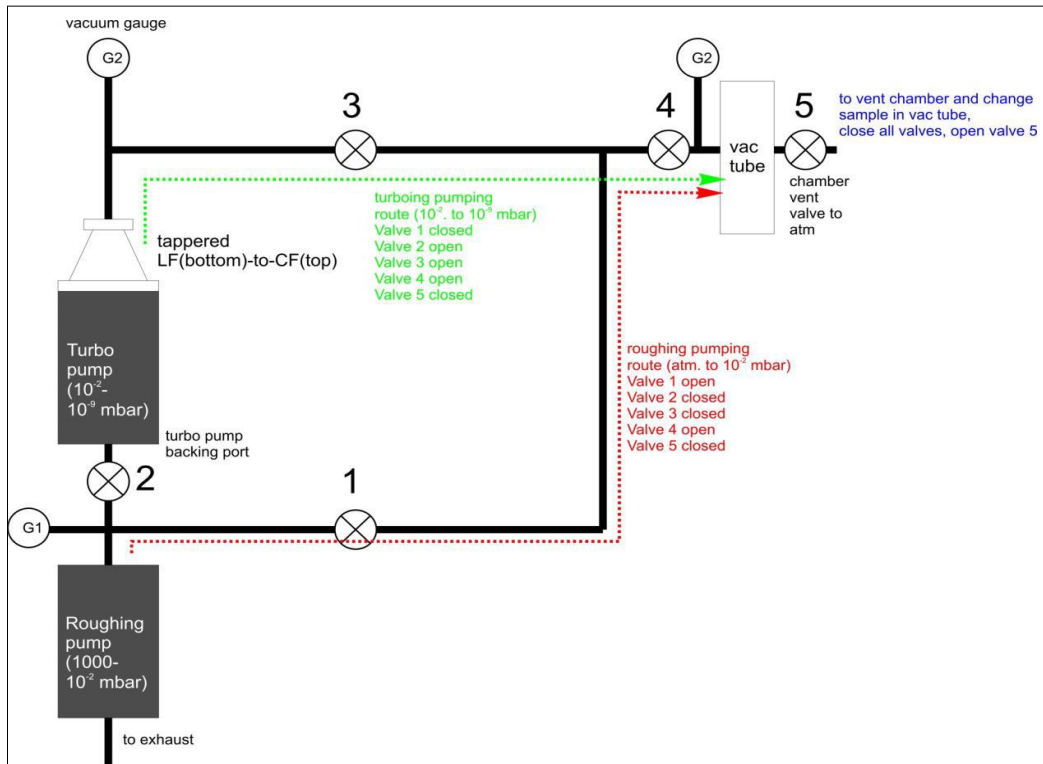 vacuum gauge
G2
G2
3
4
5
to vent chamber and change
sample in vac tube,
close all valves, open valve 5
vac
tube
chamber
vent
valve to
atm
turboing pumping
route (10⁻². to 10⁻⁹ mbar)
Valve 1 closed
Valve 2 open
Valve 3 open
Valve 4 open
Valve 5 closed
tappered
LF(bottom)-to-CF(top)
Turbo
pump
(10⁻²-
10⁻⁹ mbar)
roughing pumping
route (atm. to 10⁻² mbar)
Valve 1 open
Valve 2 closed
Valve 3 closed
Valve 4 open
Valve 5 closed
turbo pump
backing port
2
1
G1
Roughing
pump
(1000-
10⁻² mbar)
to exhaust